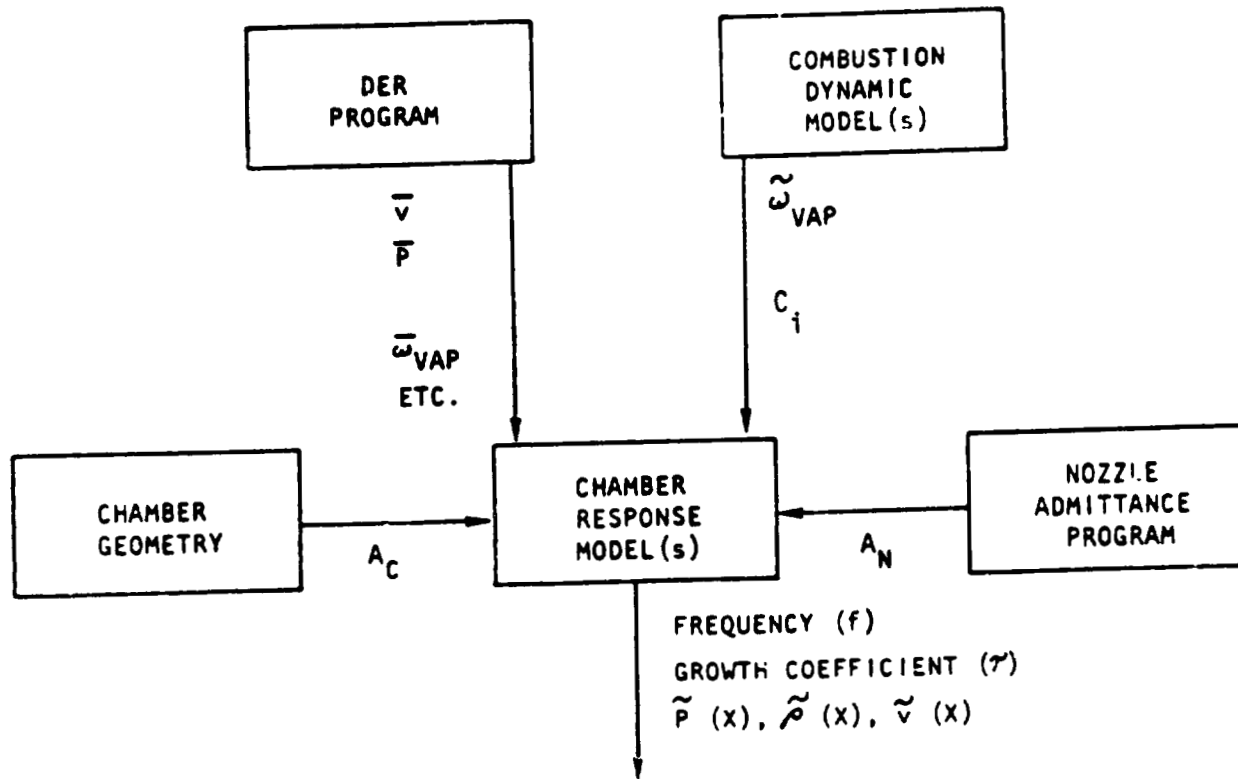 DER
PROGRAM
COMBUSTION
DYNAMIC
MODEL(s)
v̅
P̅
ω̅VAP
ETC.
ω̃VAP
Ci
CHAMBER
GEOMETRY
AC
CHAMBER
RESPONSE
MODEL(s)
AN
NOZZLE
ADMITTANCE
PROGRAM
FREQUENCY (f)
GROWTH COEFFICIENT (τ)
P̃ (X), ρ̃ (X), ṽ (X)